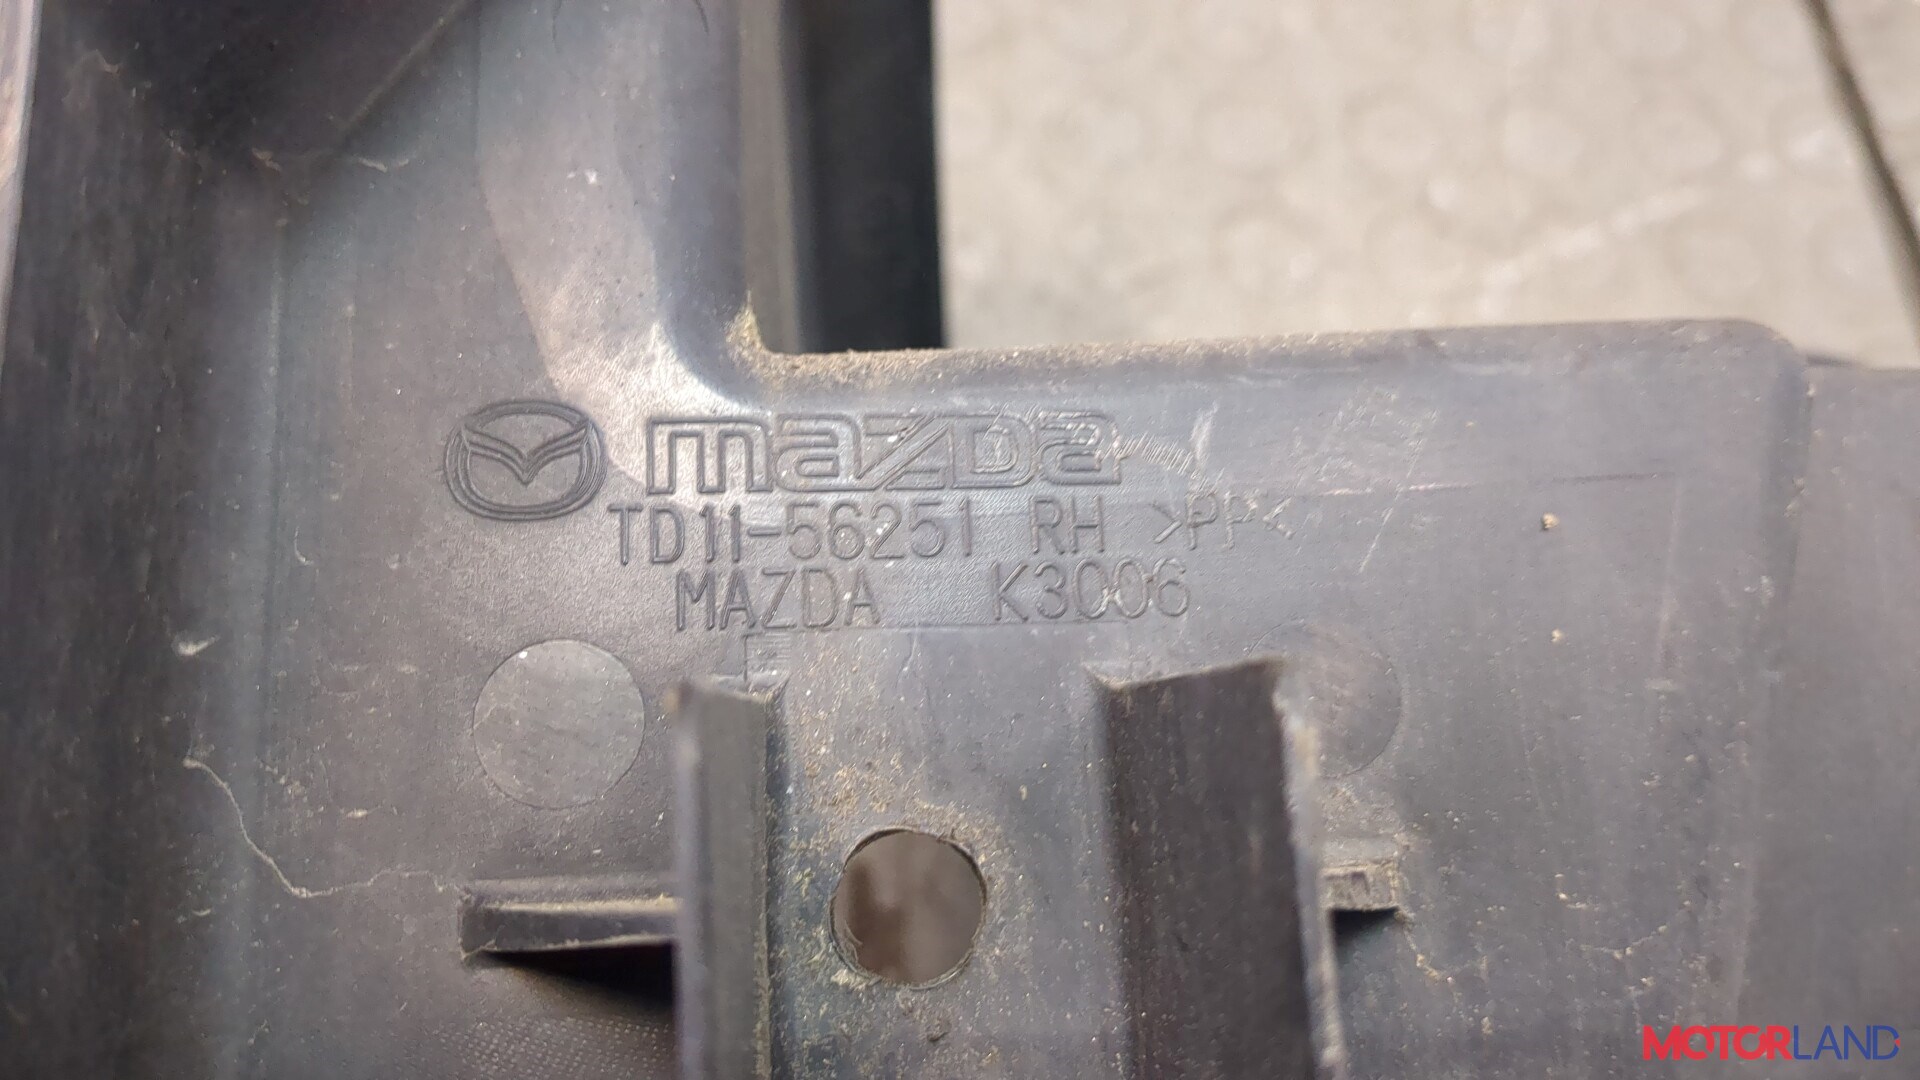 mazda
TD11-56251 RH >PP<
MAZDA K3006
MOTORLAND